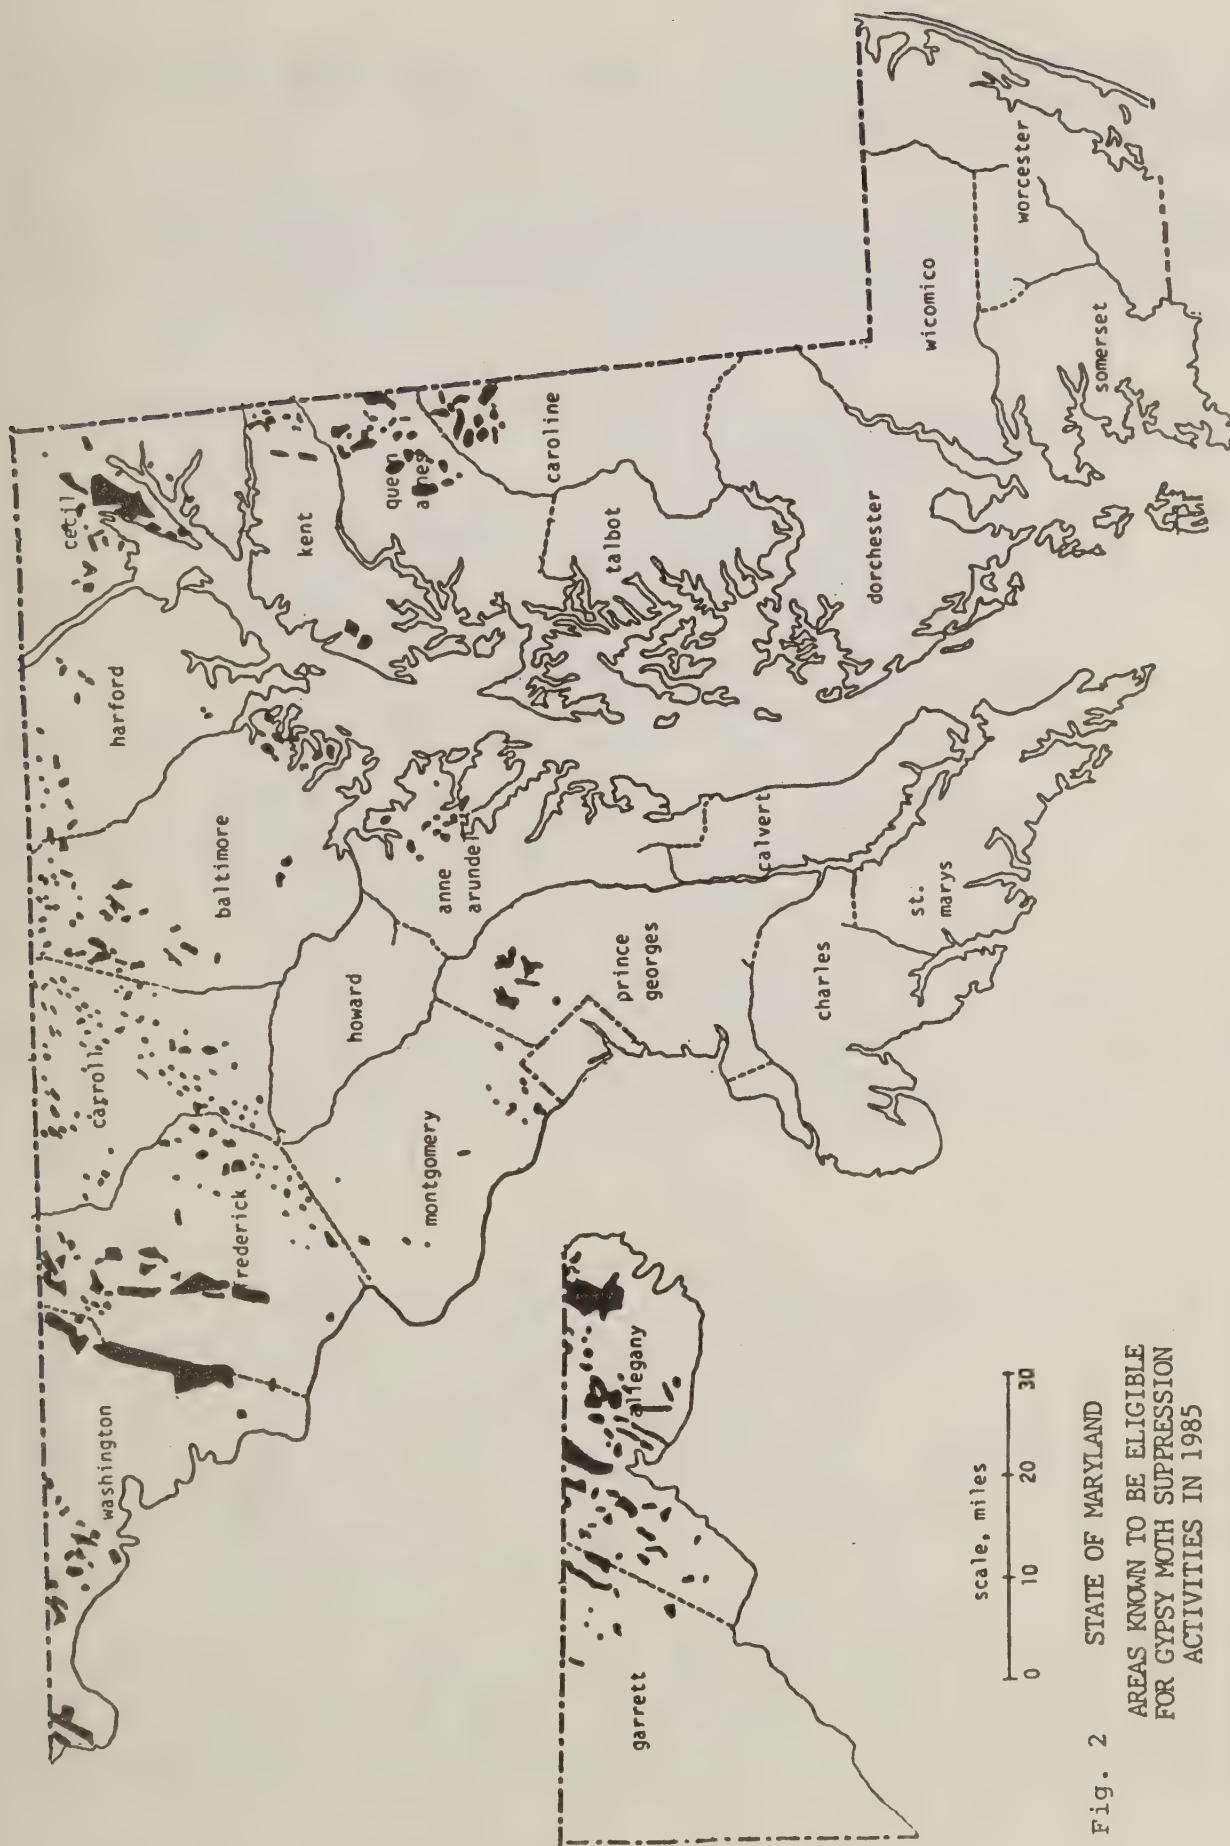 garrett
allegany
washington
frederick
carroll
baltimore
harford
cecil
montgomery
howard
anne
arundel
kent
queen
annes
caroline
talbot
prince
georges
calvert
charles
st.
marys
dorchester
wicomico
somerset
worcester
scale, miles
0 10 20 30
Fig. 2 STATE OF MARYLAND
AREAS KNOWN TO BE ELIGIBLE
FOR GYPSY MOTH SUPPRESSION
ACTIVITIES IN 1985